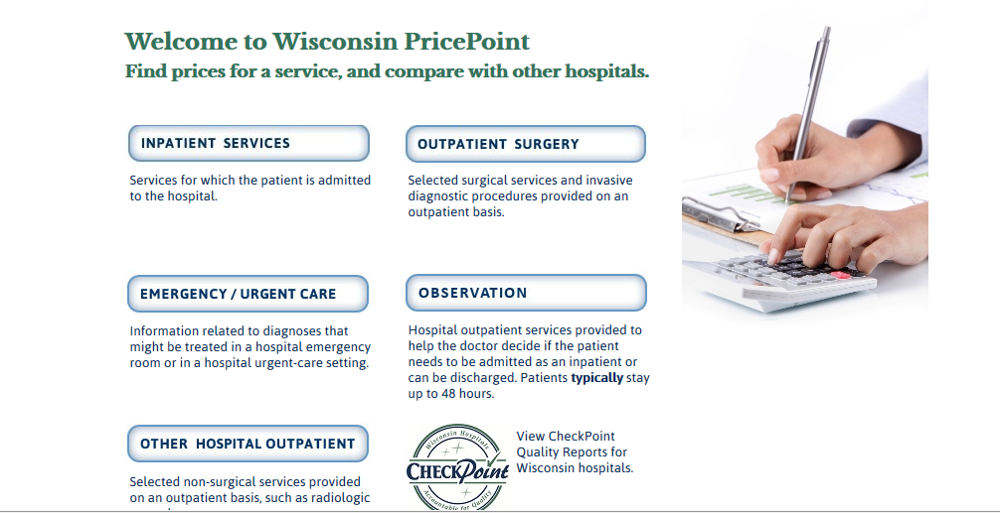 Welcome to Wisconsin PricePoint
Find prices for a service, and compare with other hospitals.
INPATIENT SERVICES
Services for which the patient is admitted
to the hospital.
OUTPATIENT SURGERY
Selected surgical services and invasive
diagnostic procedures provided on an
outpatient basis.
EMERGENCY / URGENT CARE
Information related to diagnoses that
might be treated in a hospital emergency
room or in a hospital urgent-care setting.
OBSERVATION
Hospital outpatient services provided to
help the doctor decide if the patient
needs to be admitted as an inpatient or
can be discharged. Patients typically stay
up to 48 hours.
OTHER HOSPITAL OUTPATIENT
Selected non-surgical services provided
on an outpatient basis, such as radiologic
Wisconsin Hospitals
CHECKPoint
Accountable for Quality
View CheckPoint
Quality Reports for
Wisconsin hospitals.